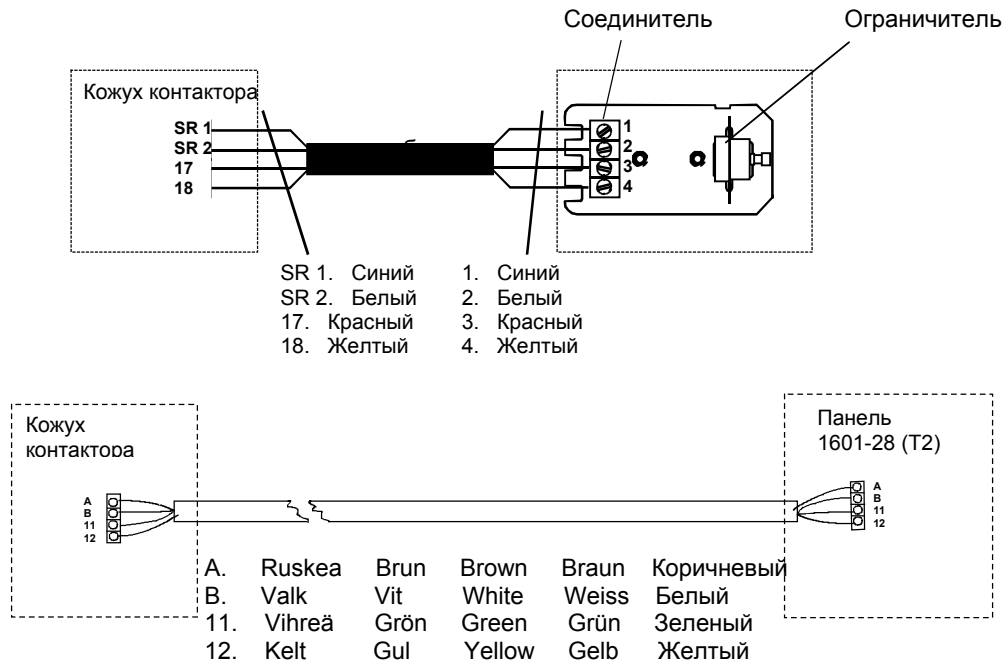 Соединитель
Ограничитель
Кожух контактора
SR 1
SR 2
17
18
1
2
3
4
SR 1. Синий
SR 2. Белый
17. Красный
18. Желтый
1. Синий
2. Белый
3. Красный
4. Желтый
Кожух
контактора
Панель
1601-28 (T2)
A
B
11
12
A
B
11
12
A. Ruskea Brun Brown Braun Коричневый
B. Valk Vit White Weiss Белый
11. Vihreä Grön Green Grün Зеленый
12. Kelt Gul Yellow Gelb Желтый